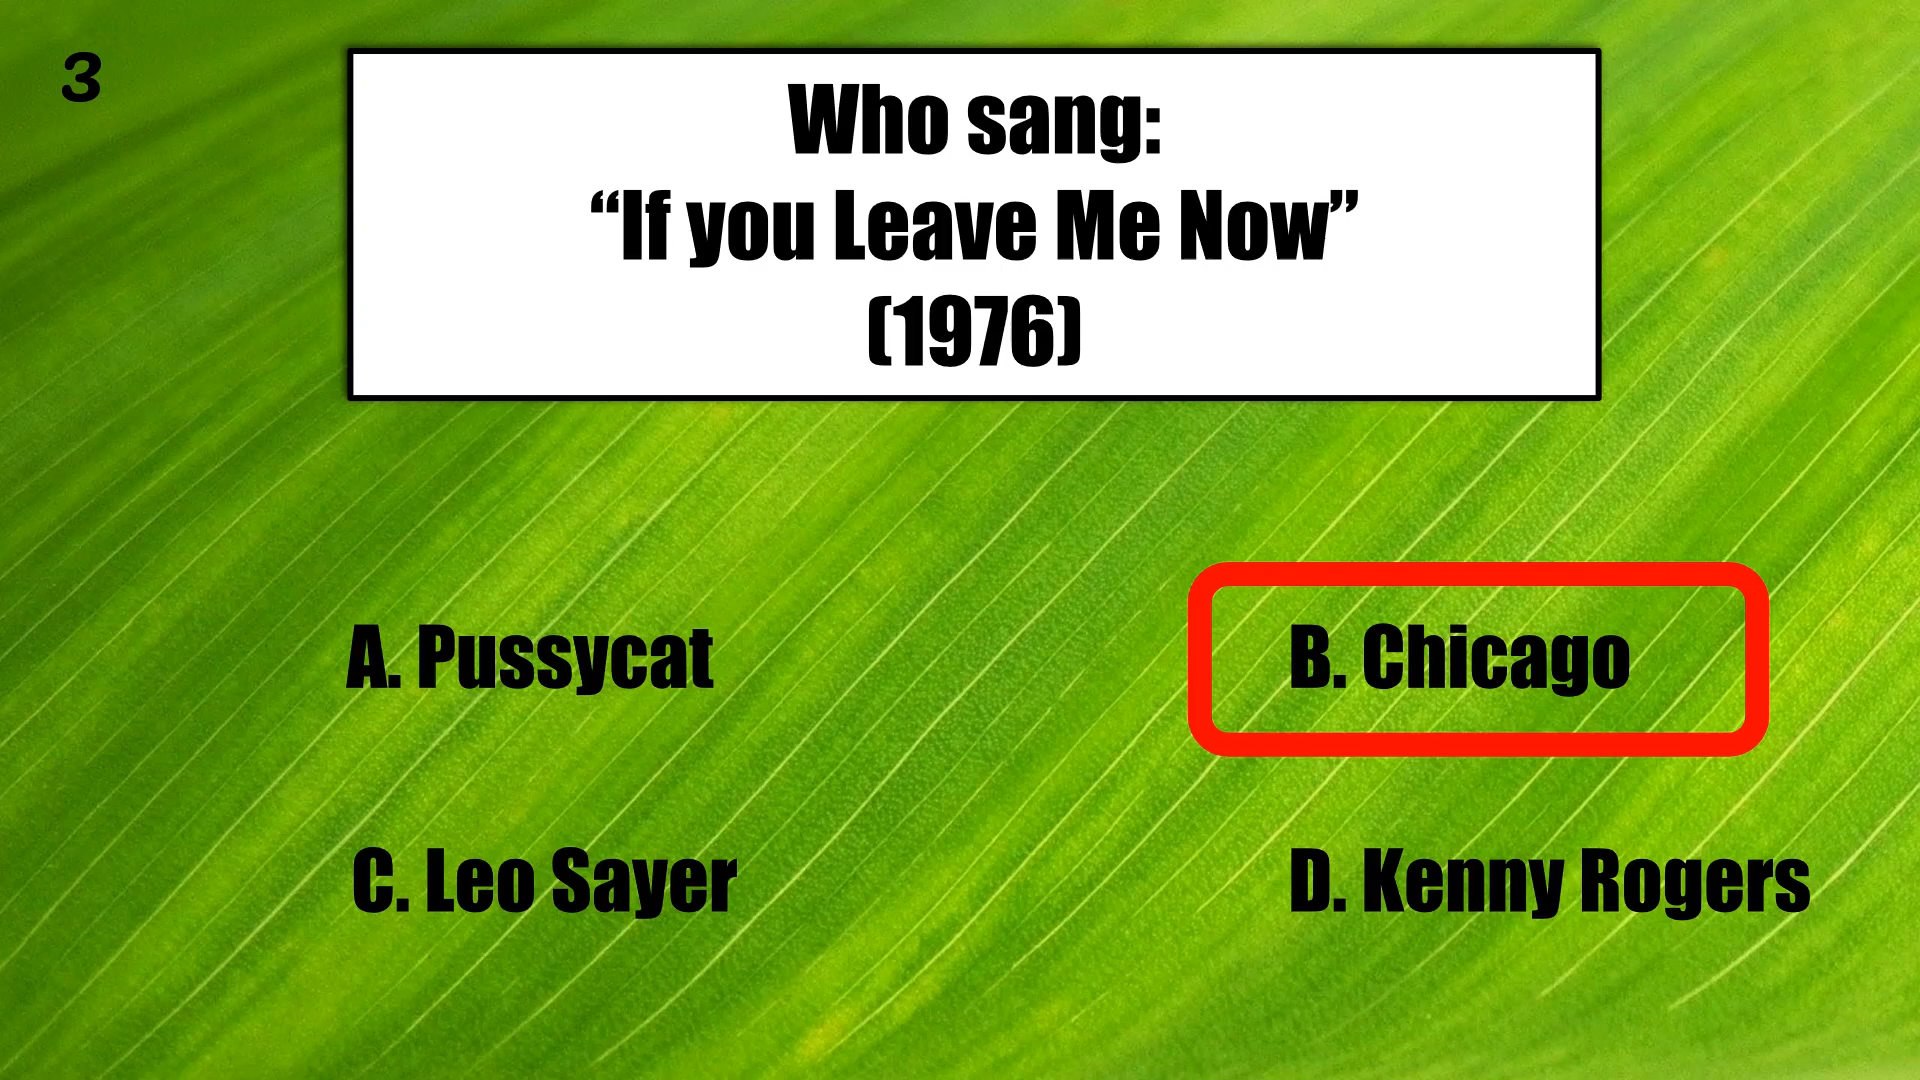 3
Who sang:
“If you Leave Me Now”
(1976)
A. Pussycat
B. Chicago
C. Leo Sayer
D. Kenny Rogers